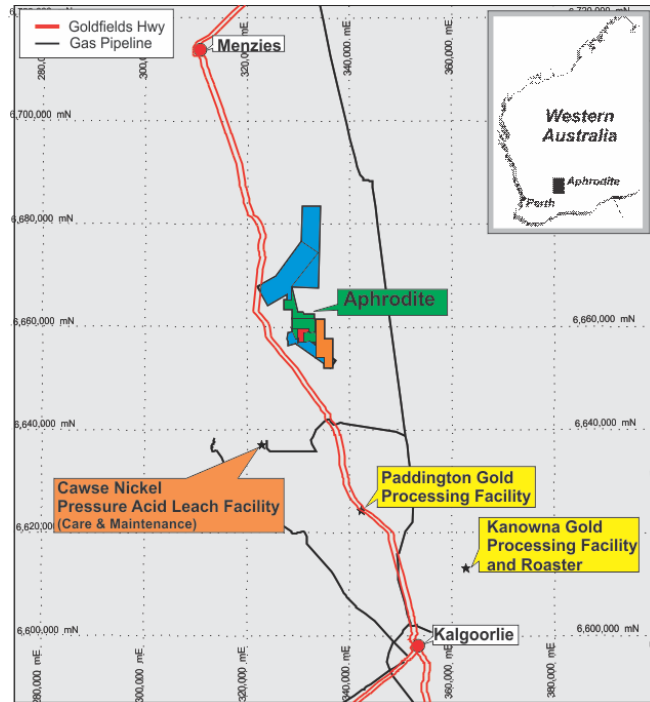 Goldfields Hwy
Gas Pipeline
280,000 mE
300,000 mE
320,000 mE
340,000 mE
360,000 mE
6,720,000 mN
Menzies
Western
Australia
Aphrodite
Perth
6,700,000 mN
6,680,000 mN
Aphrodite
6,660,000 mN
6,660,000 mN
6,640,000 mN
6,640,000 mN
Cawse Nickel
Pressure Acid Leach Facility
(Care & Maintenance)
Paddington Gold
Processing Facility
Kanowna Gold
Processing Facility
and Roaster
6,620,000 mN
6,600,000 mN
6,600,000 mN
Kalgoorlie
280,000 mE
300,000 mE
320,000 mE
340,000 mE
360,000 mE
380,000 mE